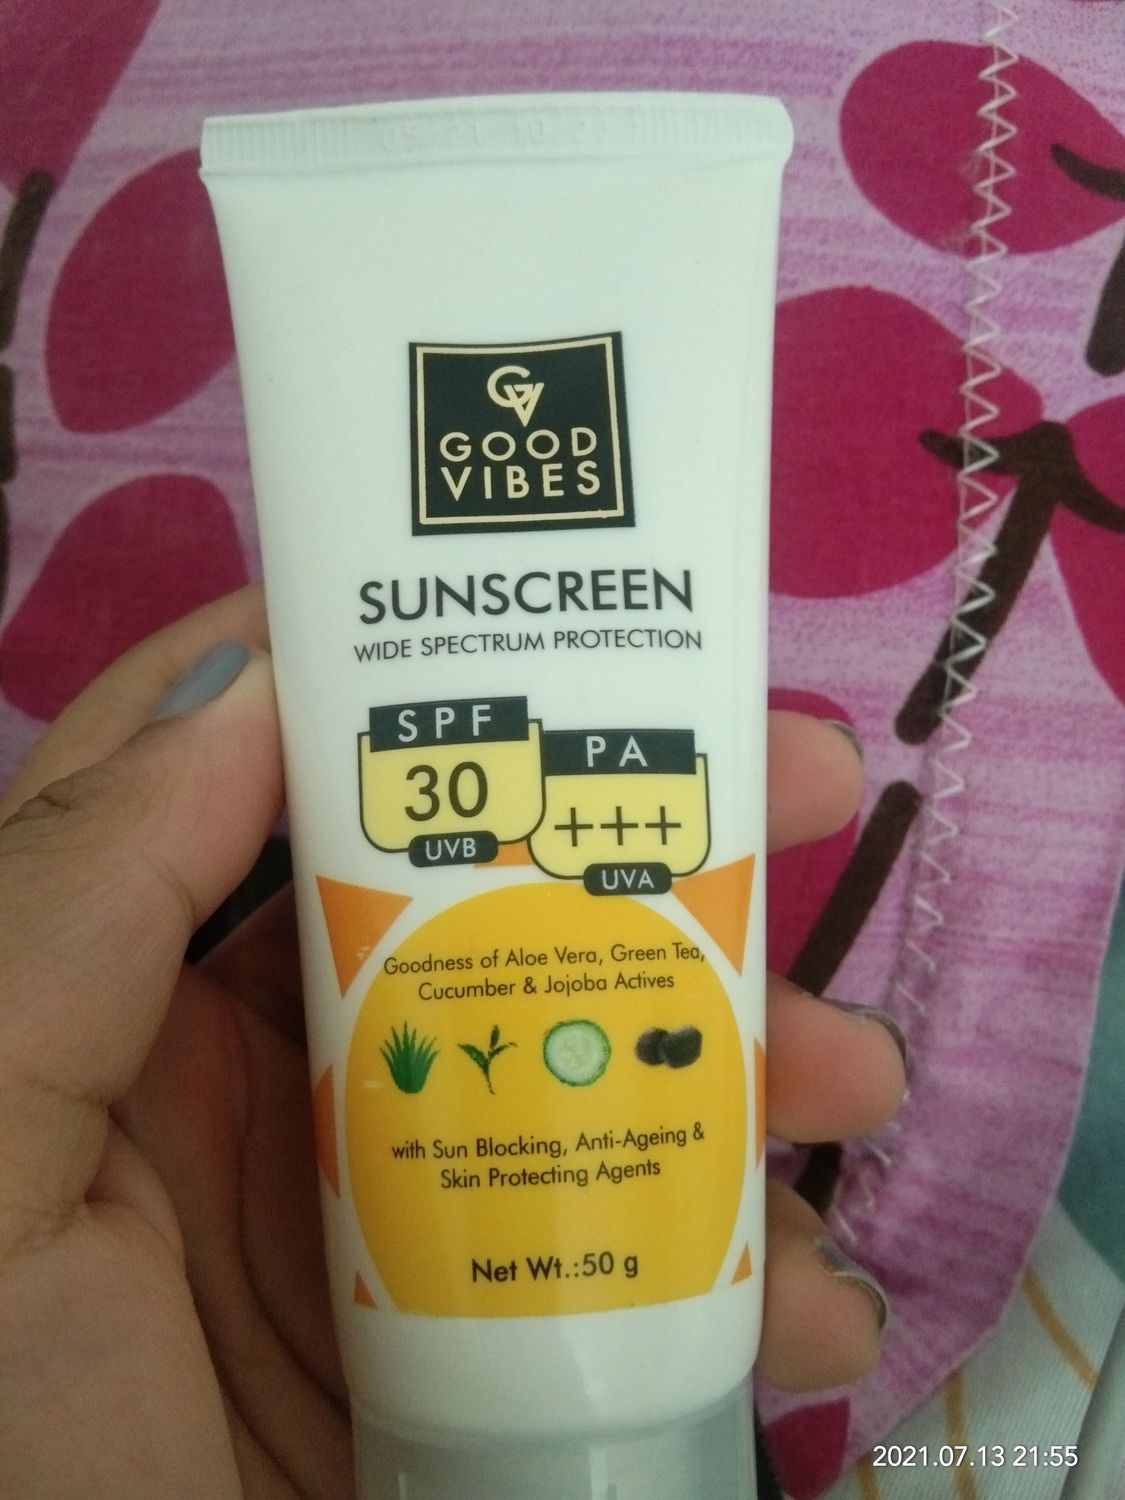 GV
GOOD
VIBES
SUNSCREEN
WIDE SPECTRUM PROTECTION
SPF
30
UVB
PA
+++
UVA
Goodness of Aloe Vera, Green Tea,
Cucumber & Jojoba Actives
with Sun Blocking, Anti-Ageing &
Skin Protecting Agents
Net Wt.:50 g
2021.07.13 21:55